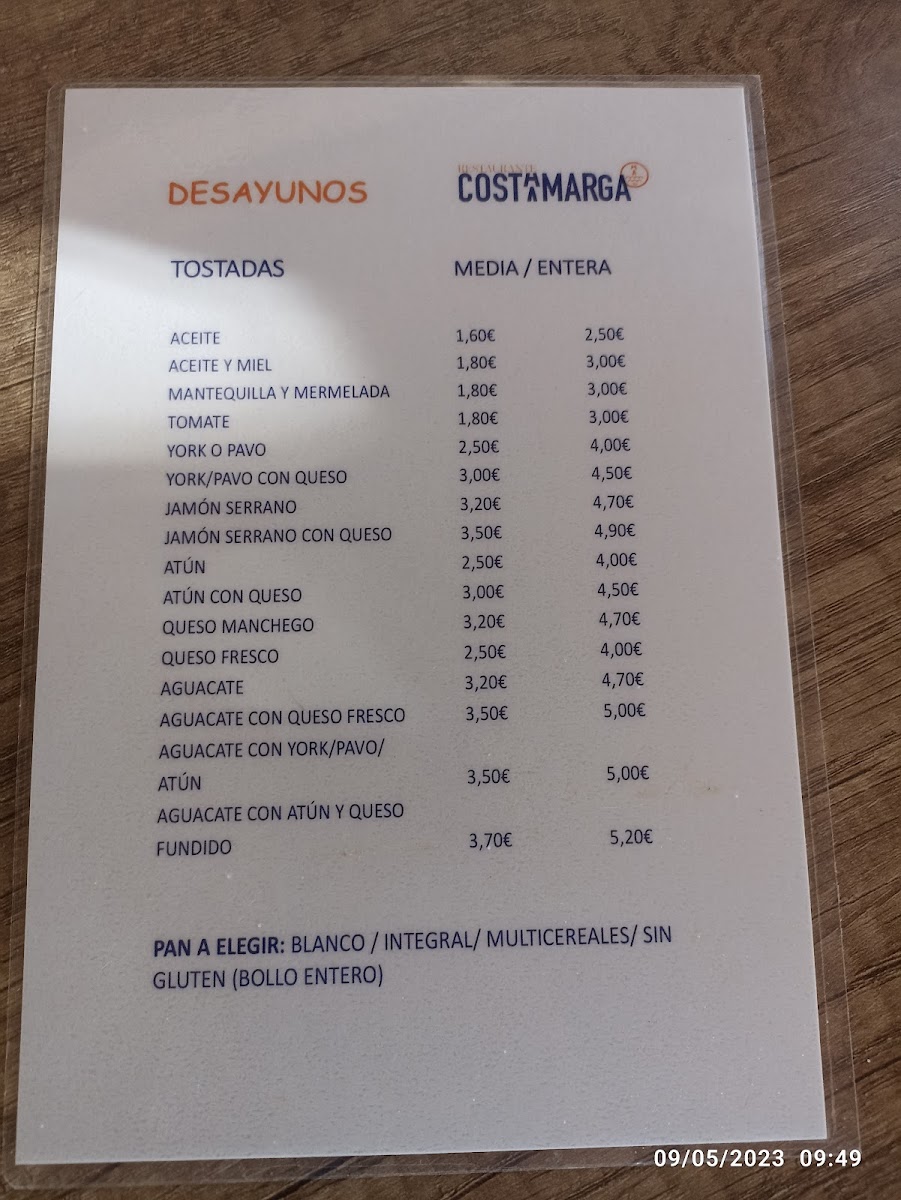 DESAYUNOS
RESTAURANTE
COSTAMARGA
TOSTADAS MEDIA / ENTERA
ACEITE 1,60€ 2,50€
ACEITE Y MIEL 1,80€ 3,00€
MANTEQUILLA Y MERMELADA 1,80€ 3,00€
TOMATE 1,80€ 3,00€
YORK O PAVO 2,50€ 4,00€
YORK/PAVO CON QUESO 3,00€ 4,50€
JAMÓN SERRANO 3,20€ 4,70€
JAMÓN SERRANO CON QUESO 3,50€ 4,90€
ATÚN 2,50€ 4,00€
ATÚN CON QUESO 3,00€ 4,50€
QUESO MANCHEGO 3,20€ 4,70€
QUESO FRESCO 2,50€ 4,00€
AGUACATE 3,20€ 4,70€
AGUACATE CON QUESO FRESCO 3,50€ 5,00€
AGUACATE CON YORK/PAVO/
ATÚN 3,50€ 5,00€
AGUACATE CON ATÚN Y QUESO
FUNDIDO 3,70€ 5,20€
PAN A ELEGIR: BLANCO / INTEGRAL/ MULTICEREALES/ SIN
GLUTEN (BOLLO ENTERO)
09/05/2023 09:49